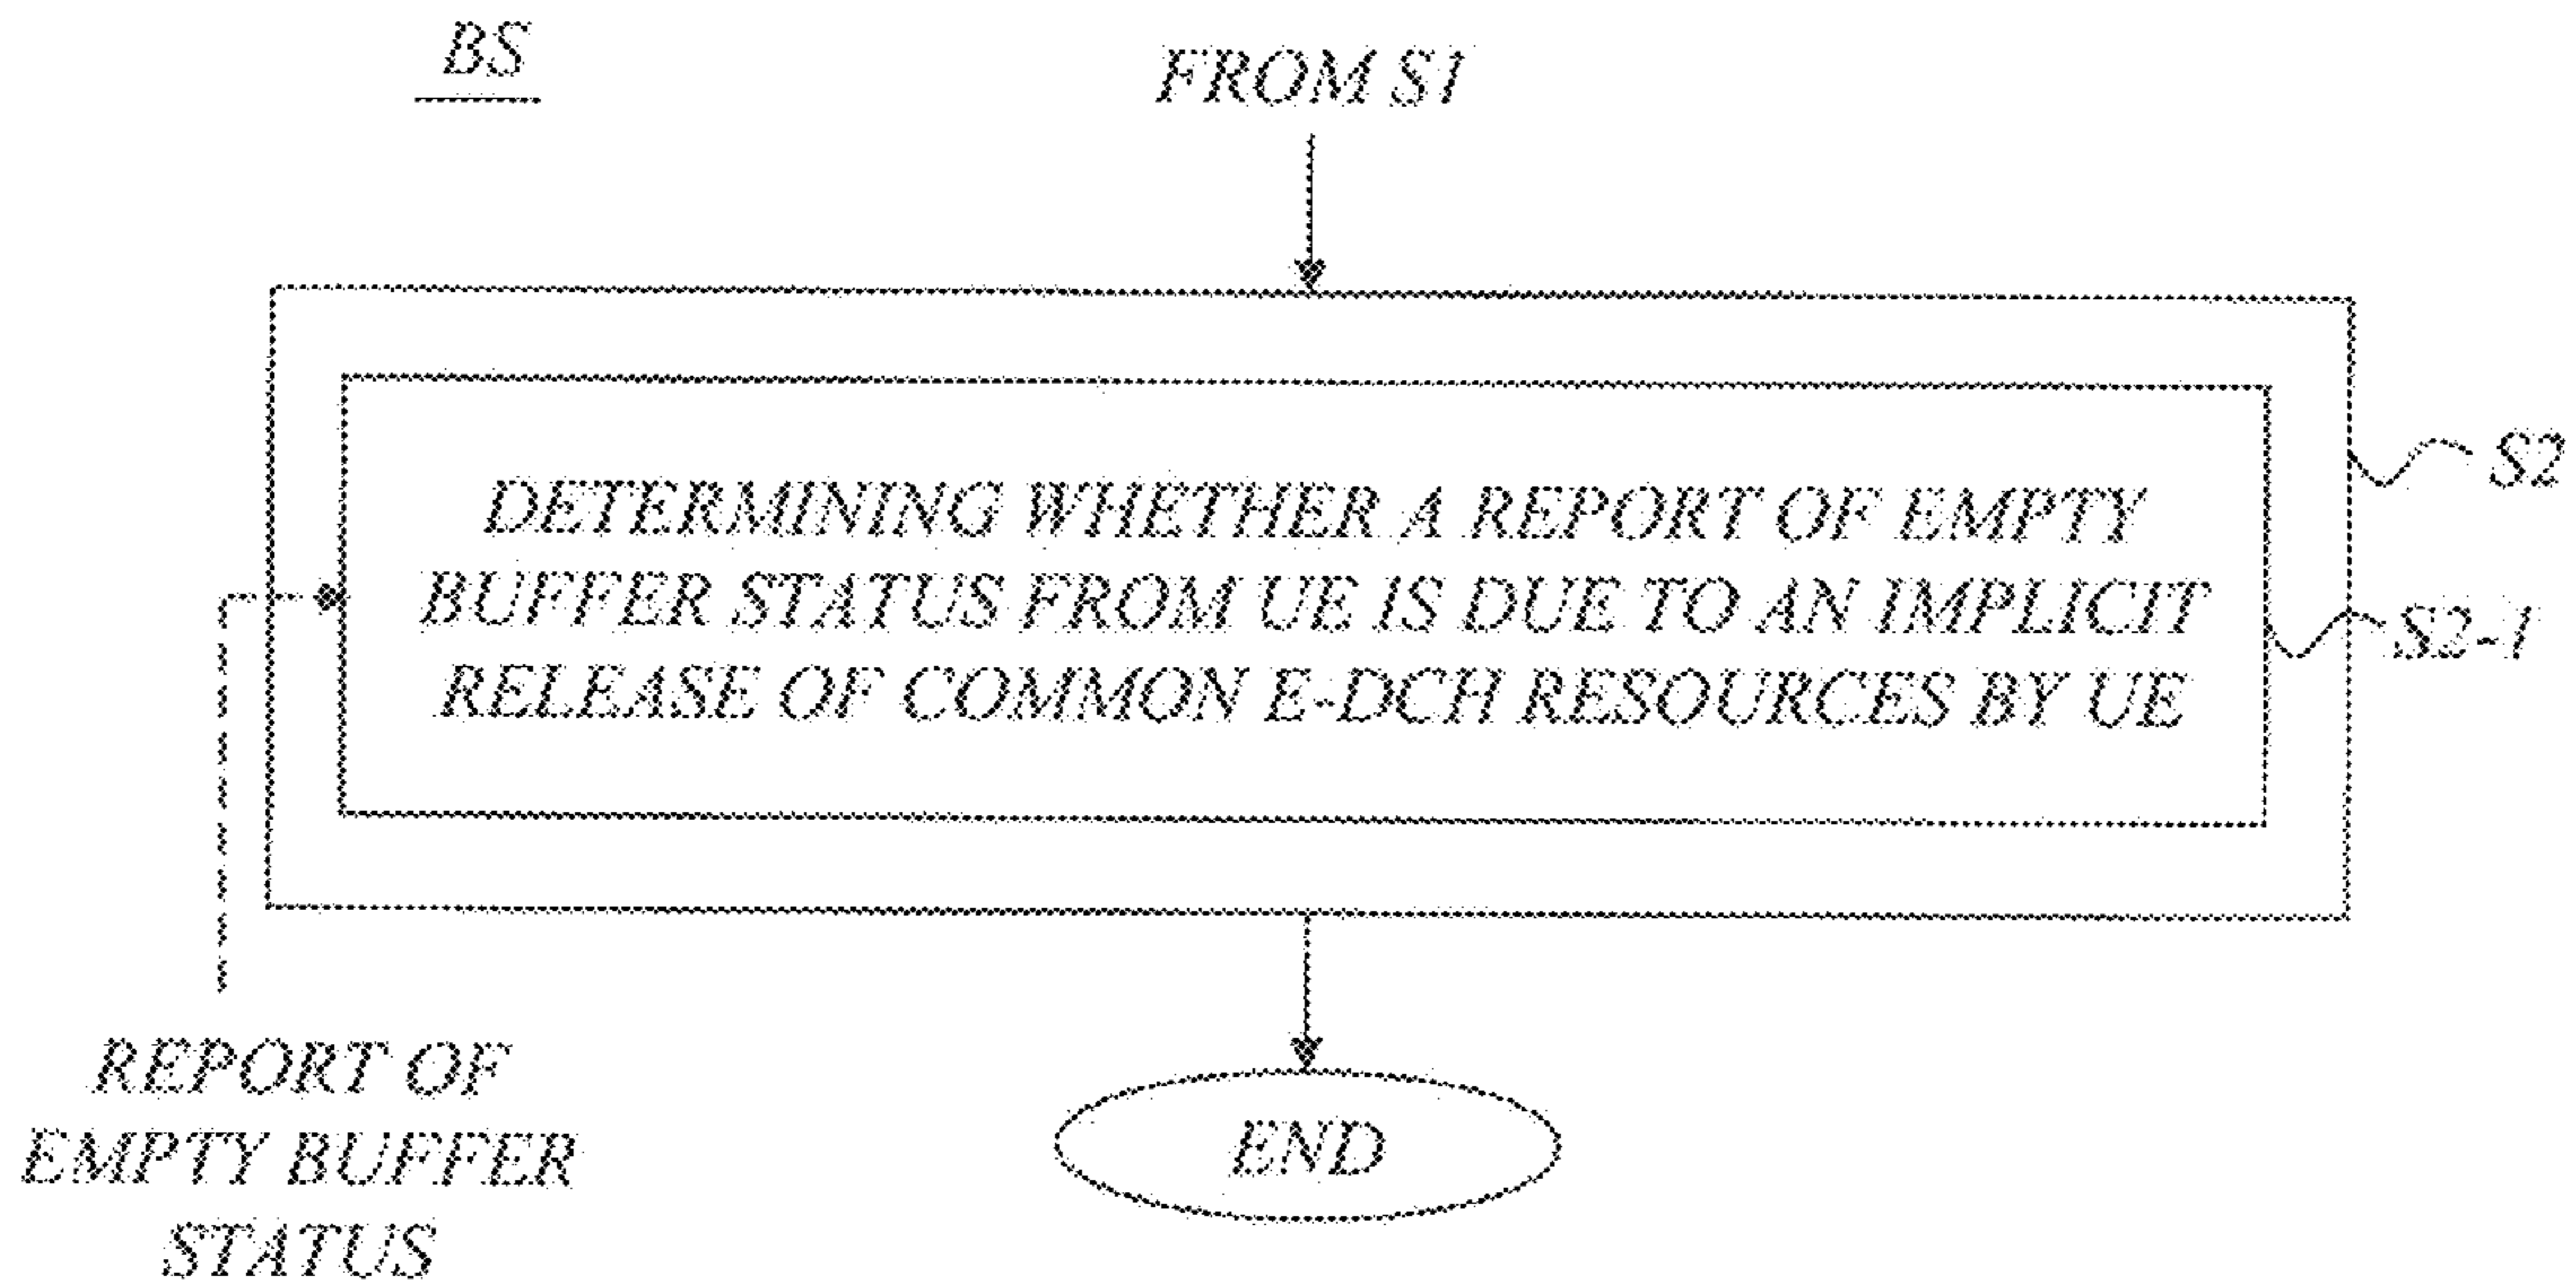 BS
FROM S1
DETERMINING WHETHER A REPORT OF EMPTY
BUFFER STATUS FROM UE IS DUE TO AN IMPLICIT
RELEASE OF COMMON E-DCH RESOURCES BY UE
S2
S2-1
REPORT OF
EMPTY BUFFER
STATUS
END